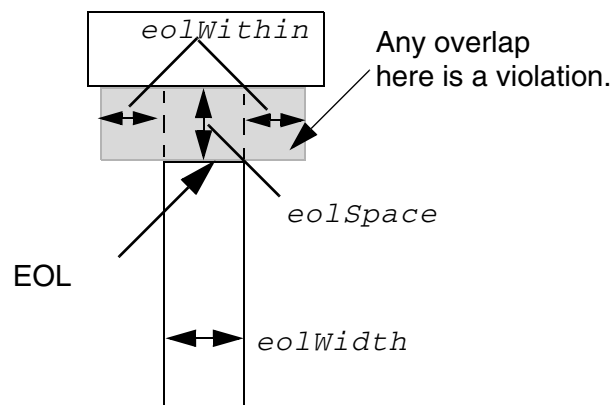 eolWithin
Any overlap
here is a violation.
eolSpace
EOL
eolWidth